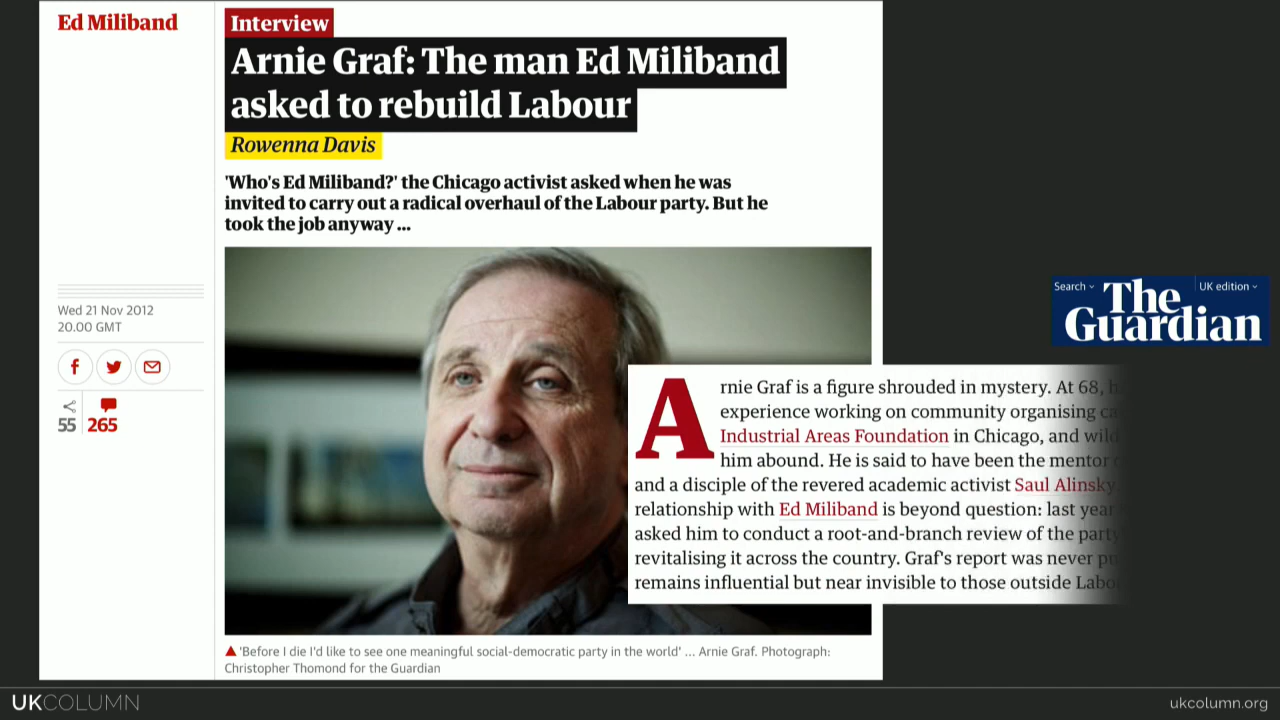 Ed Miliband
Interview
Arnie Graf: The man Ed Miliband
asked to rebuild Labour
Rowenna Davis
'Who's Ed Miliband?' the Chicago activist asked when he was
invited to carry out a radical overhaul of the Labour party. But he
took the job anyway ...
Wed 21 Nov 2012
20.00 GMT
55 265
Search
UK edition
The
Guardian
Arnie Graf is a figure shrouded in mystery. At 68,
experience working on community organising
Industrial Areas Foundation in Chicago, and wild
him abound. He is said to have been the mentor
and a disciple of the revered academic activist Saul Alinsky
relationship with Ed Miliband is beyond question: last year
asked him to conduct a root-and-branch review of the party
revitalising it across the country. Graf's report was never
remains influential but near invisible to those outside
'Before I die I'd like to see one meaningful social-democratic party in the world' ... Arnie Graf. Photograph:
Christopher Thomond for the Guardian
UKCOLUMN
ukcolumn.org